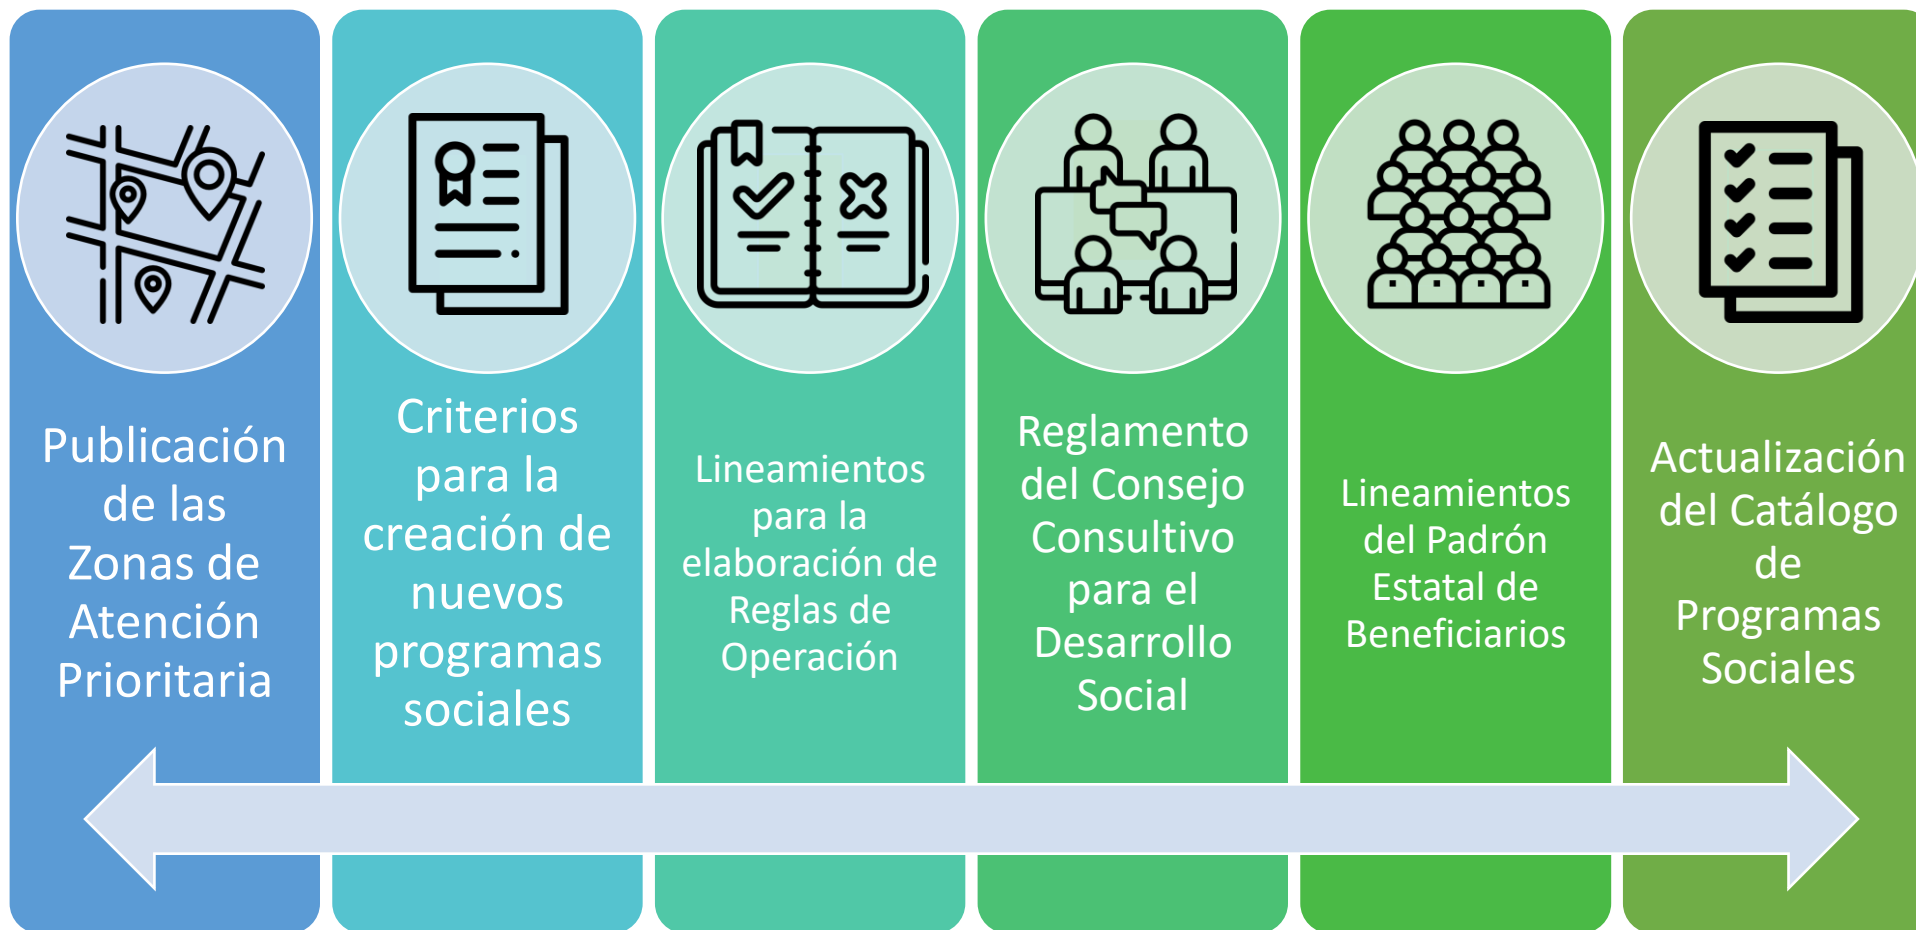 Publicación
de las
Zonas de
Atención
Prioritaria
Criterios
para la
creación de
nuevos
programas
sociales
Lineamientos
para la
elaboración de
Reglas de
Operación
Reglamento
del Consejo
Consultivo
para el
Desarrollo
Social
Lineamientos
del Padrón
Estatal de
Beneficiarios
Actualización
del Catálogo
de
Programas
Sociales